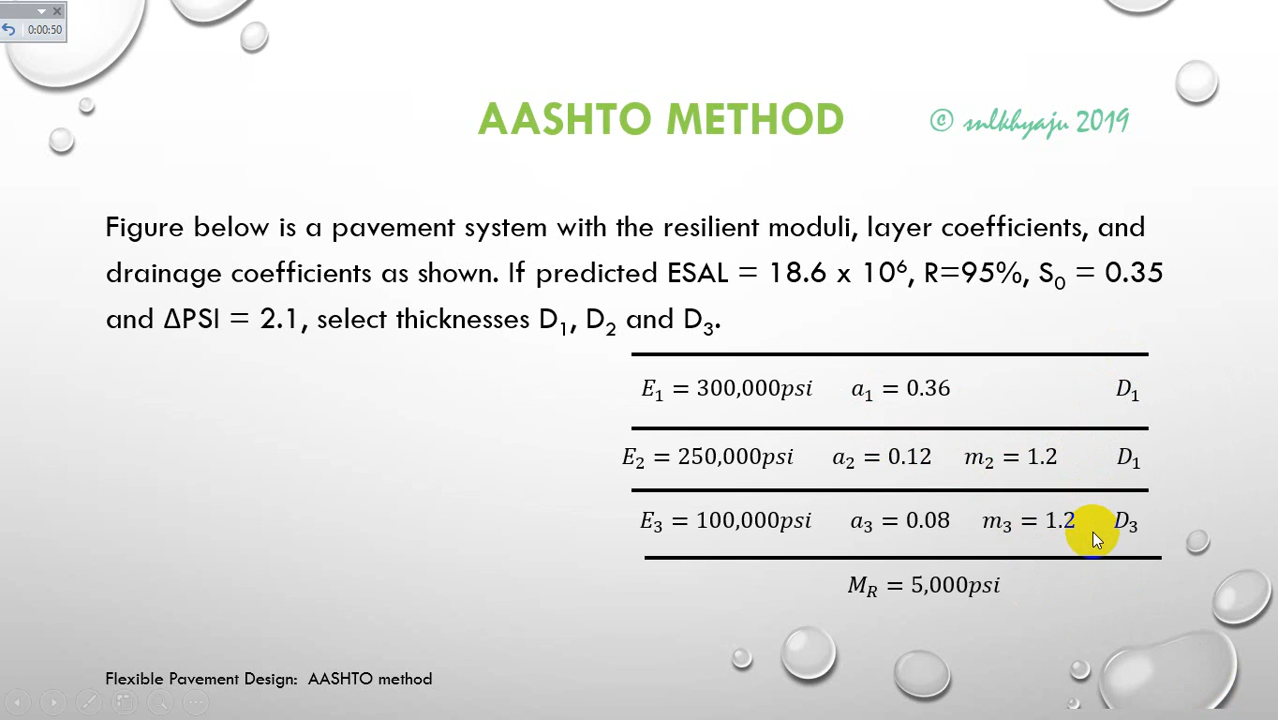 0:00:50
AASHTO METHOD
© snlkhyaju 2019
Figure below is a pavement system with the resilient moduli, layer coefficients, and
drainage coefficients as shown. If predicted ESAL = 18.6 x 10⁶, R=95%, S₀ = 0.35
and ΔPSI = 2.1, select thicknesses D₁, D₂ and D₃.
E₁ = 300,000psi a₁ = 0.36 D₁
E₂ = 250,000psi a₂ = 0.12 m₂ = 1.2 D₁
E₃ = 100,000psi a₃ = 0.08 m₃ = 1.2 D₃
M_R = 5,000psi
Flexible Pavement Design: AASHTO method